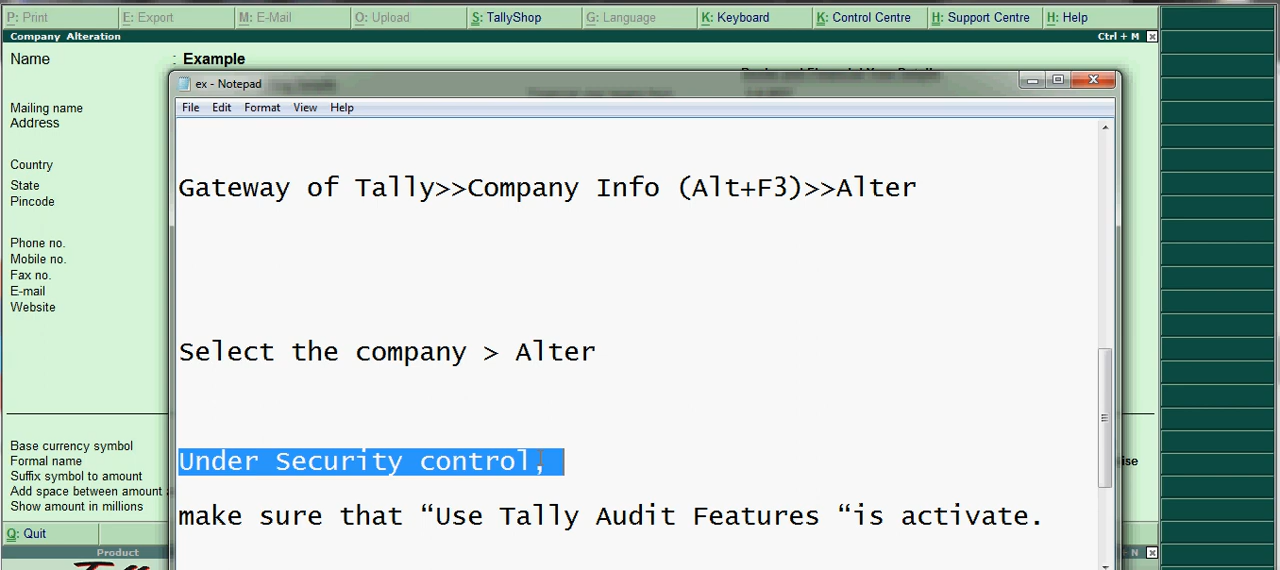 P: Print E: Export M: E-Mail O: Upload S: TallyShop G: Language K: Keyboard K: Control Centre H: Support Centre H: Help
Company Alteration Ctrl + M
Name : Example
ex - Notepad
File Edit Format View Help
Mailing name
Address
Country
State
Pincode
Phone no.
Mobile no.
Fax no.
E-mail
Website
Gateway of Tally>>Company Info (Alt+F3)>>Alter
Select the company > Alter
Under Security control,
make sure that “Use Tally Audit Features “is activate.
Base currency symbol
Formal name
Suffix symbol to amount
Add space between amount
Show amount in millions
Q: Quit
Product
Tally